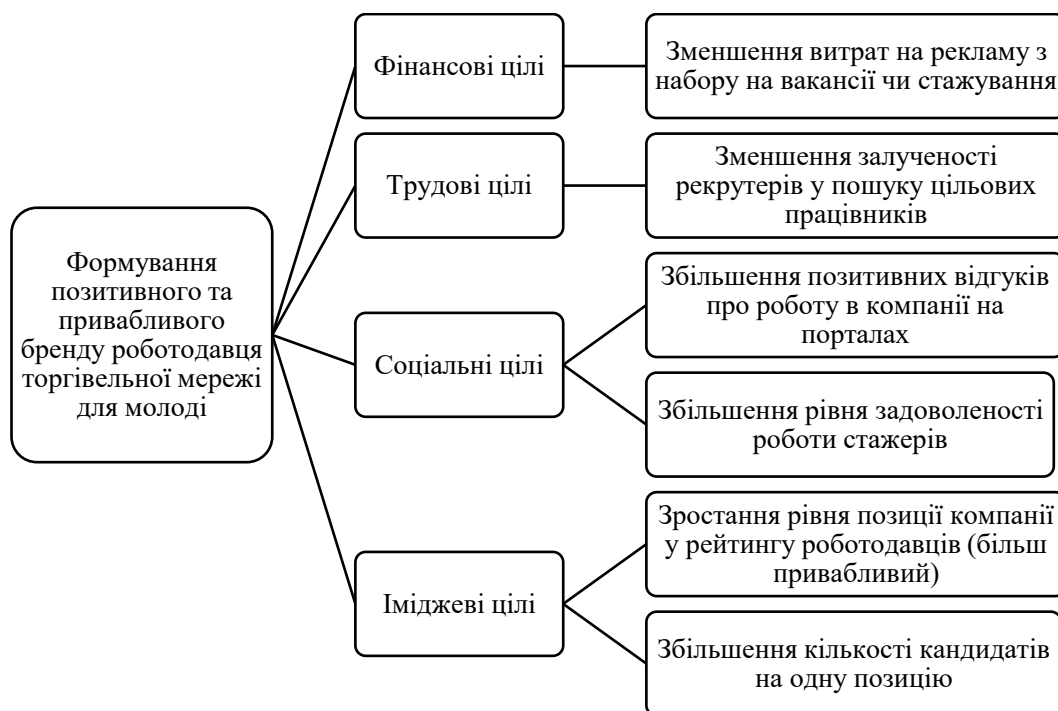 Формування
позитивного та
привабливого
бренду роботодавця
торгівельної мережі
для молоді
Фінансові цілі
Зменшення витрат на рекламу з
набору на вакансії чи стажування
Трудові цілі
Зменшення залученості
рекрутерів у пошуку цільових
працівників
Соціальні цілі
Збільшення позитивних відгуків
про роботу в компанії на
порталах
Збільшення рівня задоволеності
роботи стажерів
Іміджеві цілі
Зростання рівня позиції компанії
у рейтингу роботодавців (більш
привабливий)
Збільшення кількості кандидатів
на одну позицію